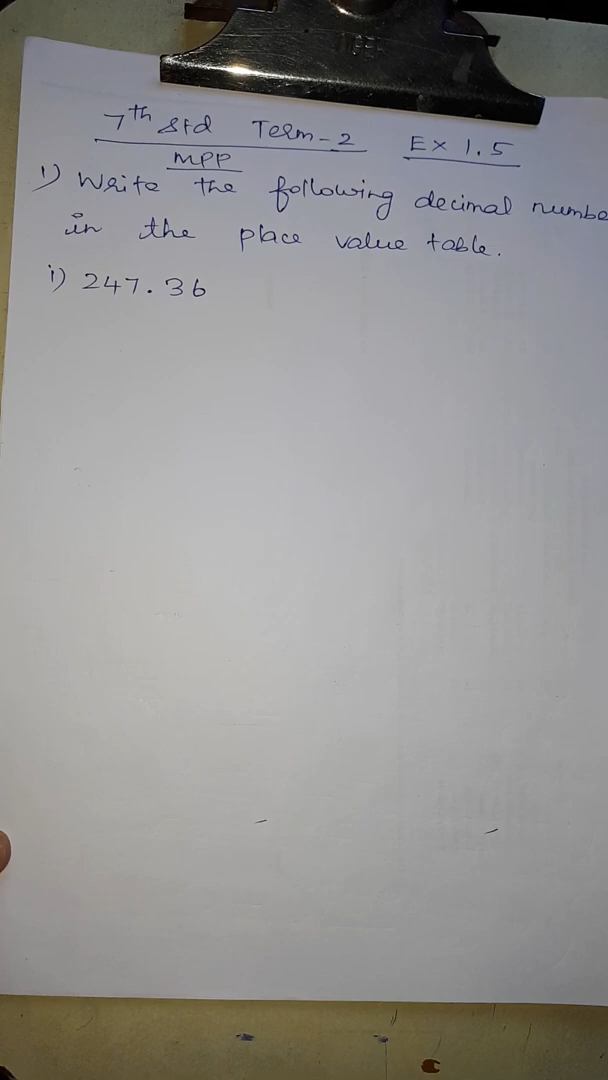 7th Std Term-2 Ex 1.5
MPP
1) Write the following decimal numbe
in the place value table.
i) 247.36